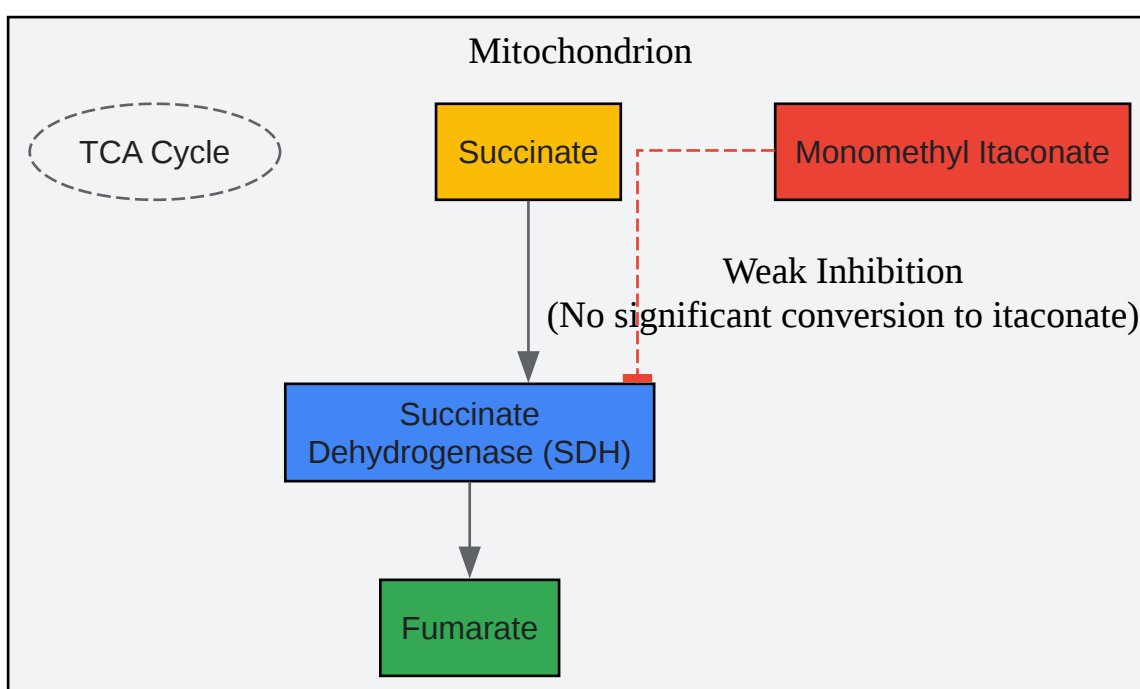 Mitochondrion
TCA Cycle
Succinate
Monomethyl Itaconate
Weak Inhibition
(No significant conversion to itaconate)
Succinate
Dehydrogenase (SDH)
Fumarate